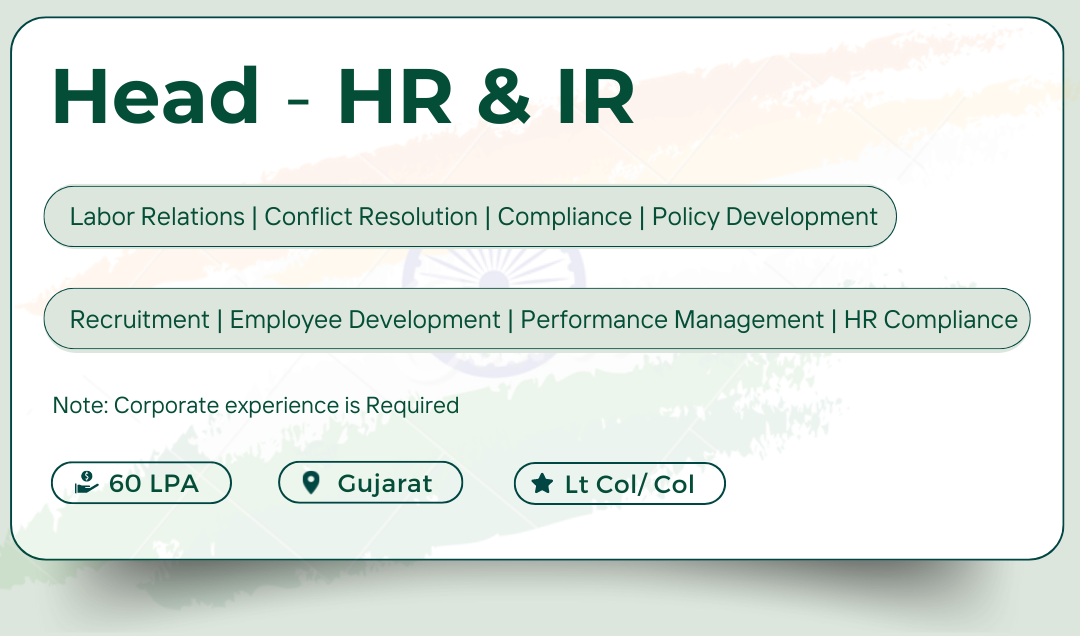 Head - HR & IR
Labor Relations | Conflict Resolution | Compliance | Policy Development
Recruitment | Employee Development | Performance Management | HR Compliance
Note: Corporate experience is Required
60 LPA
Gujarat
Lt Col/ Col